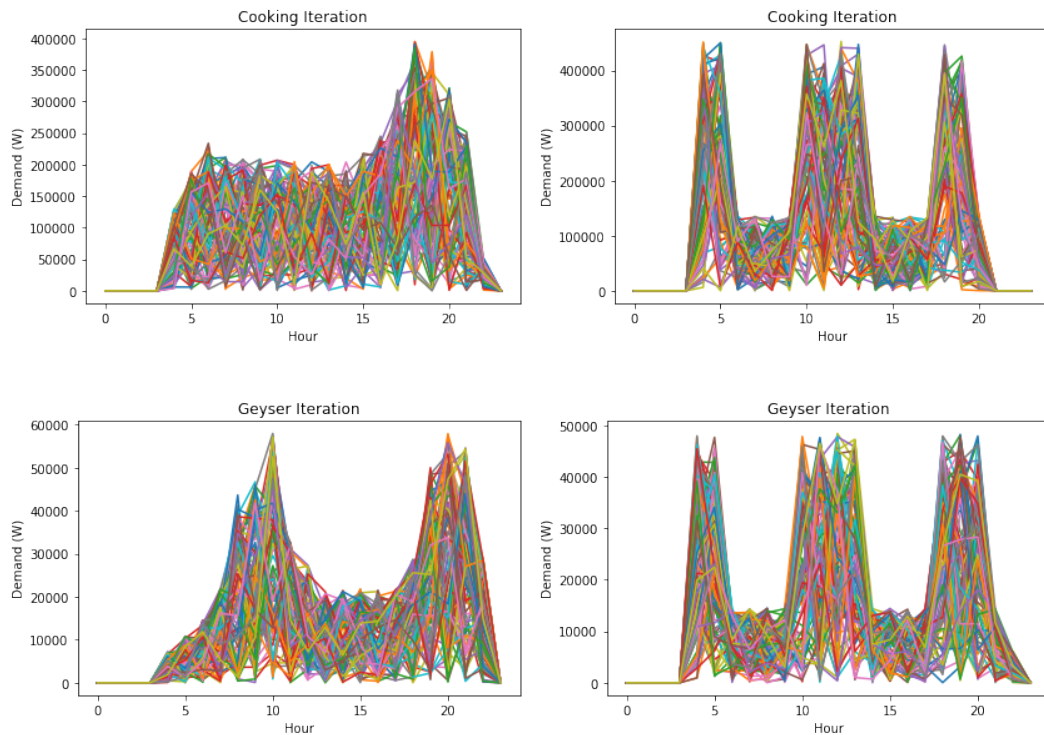 Cooking Iteration
Demand (W)
400000
350000
300000
250000
200000
150000
100000
50000
0
0 5 10 15 20
Hour
Cooking Iteration
Demand (W)
400000
300000
200000
100000
0
0 5 10 15 20
Hour
Geyser Iteration
Demand (W)
60000
50000
40000
30000
20000
10000
0
0 5 10 15 20
Hour
Geyser Iteration
Demand (W)
50000
40000
30000
20000
10000
0
0 5 10 15 20
Hour